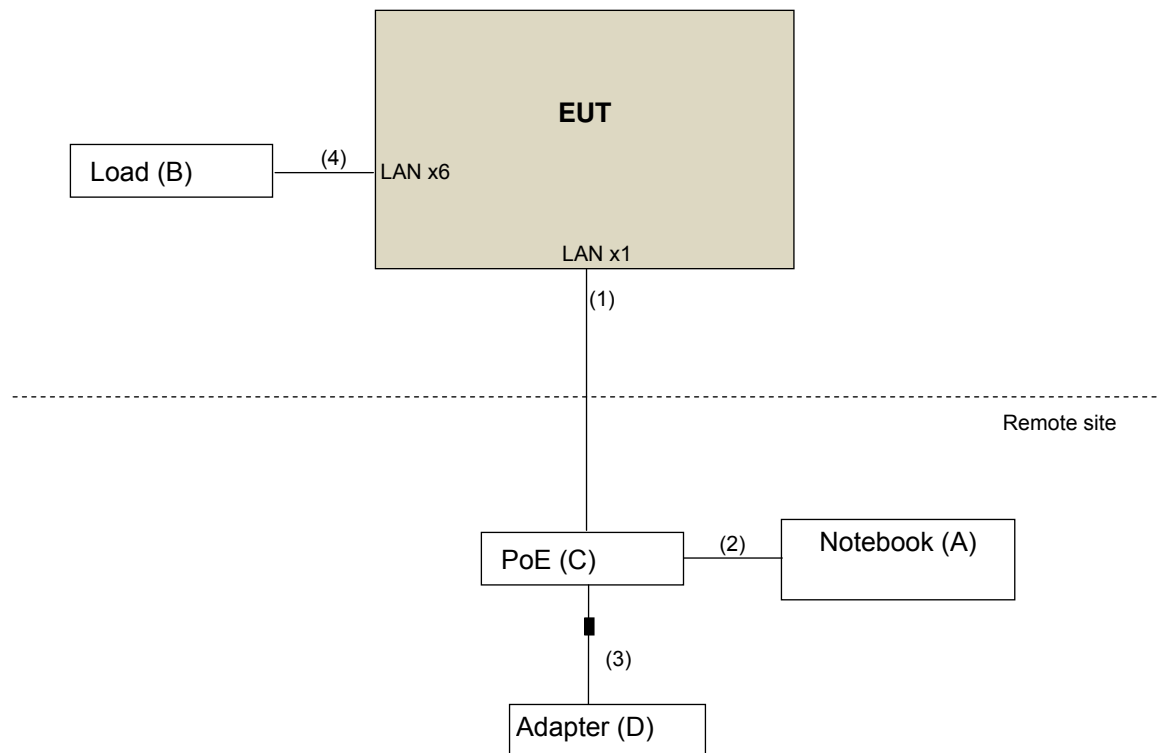 EUT
Load (B)
(4)
LAN x6
LAN x1
(1)
Remote site
PoE (C)
(2)
Notebook (A)
(3)
Adapter (D)